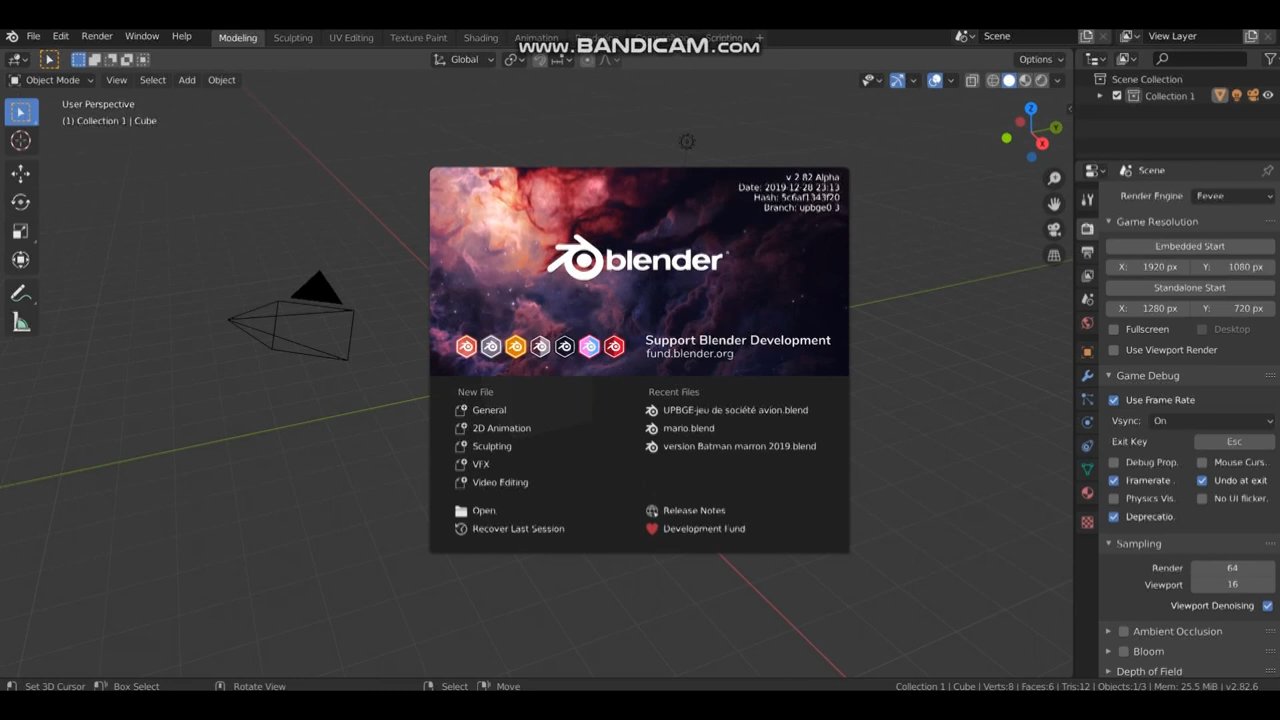 File Edit Render Window Help Modeling Sculpting UV Editing Texture Paint Shading Animation Scripting Scene View Layer
www.BANDICAM.com
Global Options
Object Mode View Select Add Object
Scene Collection
Collection 1
User Perspective
(1) Collection 1 | Cube
Z
Y
X
v 2.82 Alpha
Date: 2019-12-28 23:13
Hash: 5c6af1343f20
Branch: upbge0.3
blender
Support Blender Development
fund.blender.org
New File
General
2D Animation
Sculpting
VFX
Video Editing
Open
Recover Last Session
Recent Files
UPBGE-jeu de société avion.blend
mario.blend
version Batman marron 2019.blend
Release Notes
Development Fund
Scene
Render Engine Eevee
Game Resolution
Embedded Start
X: 1920 px Y: 1080 px
Standalone Start
X: 1280 px Y: 720 px
Fullscreen Desktop
Use Viewport Render
Game Debug
Use Frame Rate
Vsync: On
Exit Key Esc
Debug Prop. Mouse Curs.
Framerate . Undo at exit
Physics Vis. No UI flicker.
Deprecatio.
Sampling
Render 64
Viewport 16
Viewport Denoising
Ambient Occlusion
Bloom
Depth of Field
Set 3D Cursor Box Select Rotate View Select Move Collection 1 | Cube | Verts:8 | Faces:6 | Tris:12 | Objects:1/3 | Mem: 25.5 MiB | v2.82.6